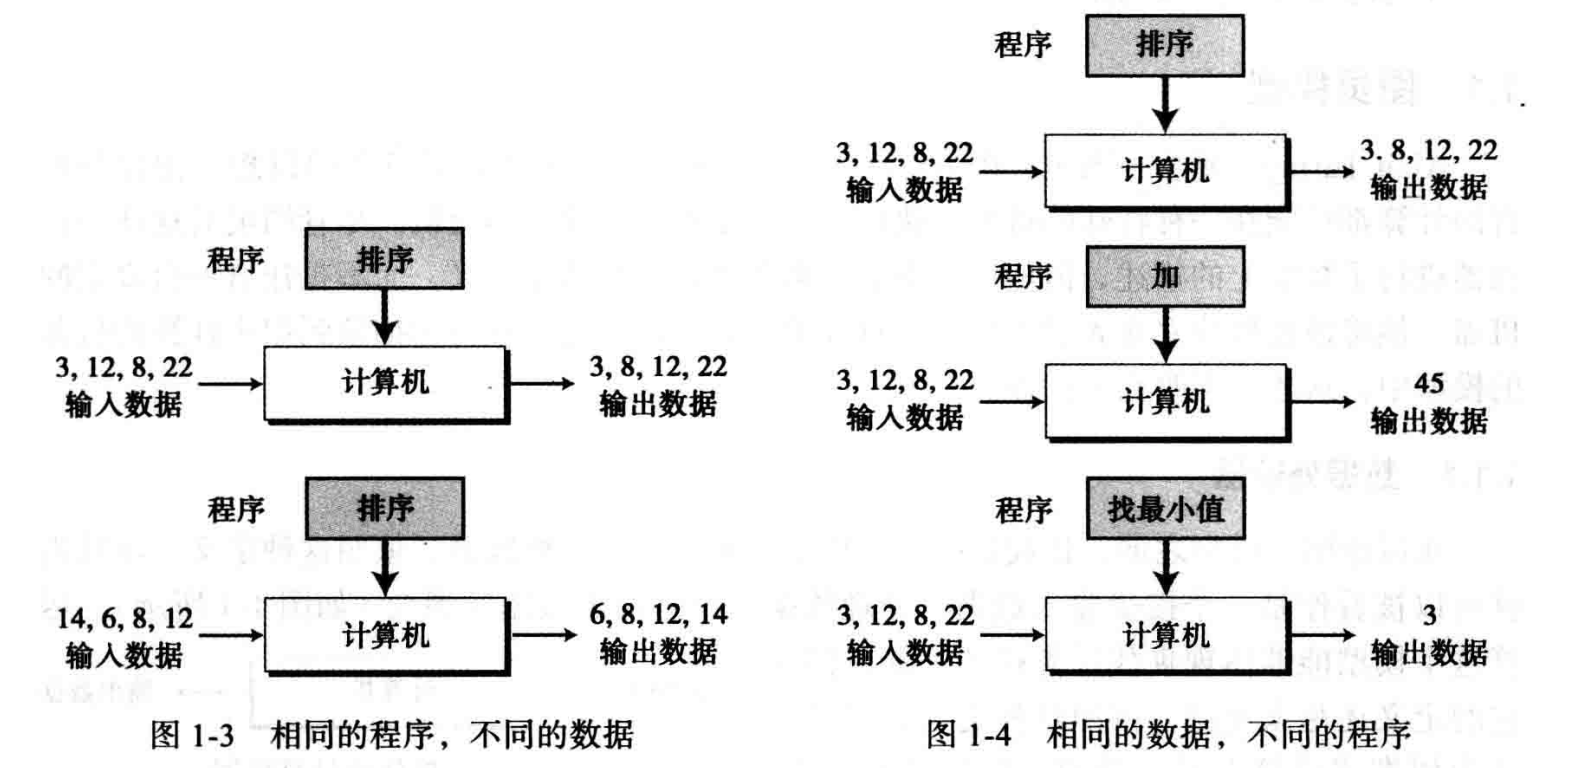 程序 排序
3, 12, 8, 22
输入数据
计算机
3, 8, 12, 22
输出数据
程序 排序
14, 6, 8, 12
输入数据
计算机
6, 8, 12, 14
输出数据
图 1-3 相同的程序，不同的数据
程序 排序
3, 12, 8, 22
输入数据
计算机
3. 8, 12, 22
输出数据
程序 加
3, 12, 8, 22
输入数据
计算机
45
输出数据
程序 找最小值
3, 12, 8, 22
输入数据
计算机
3
输出数据
图 1-4 相同的数据，不同的程序